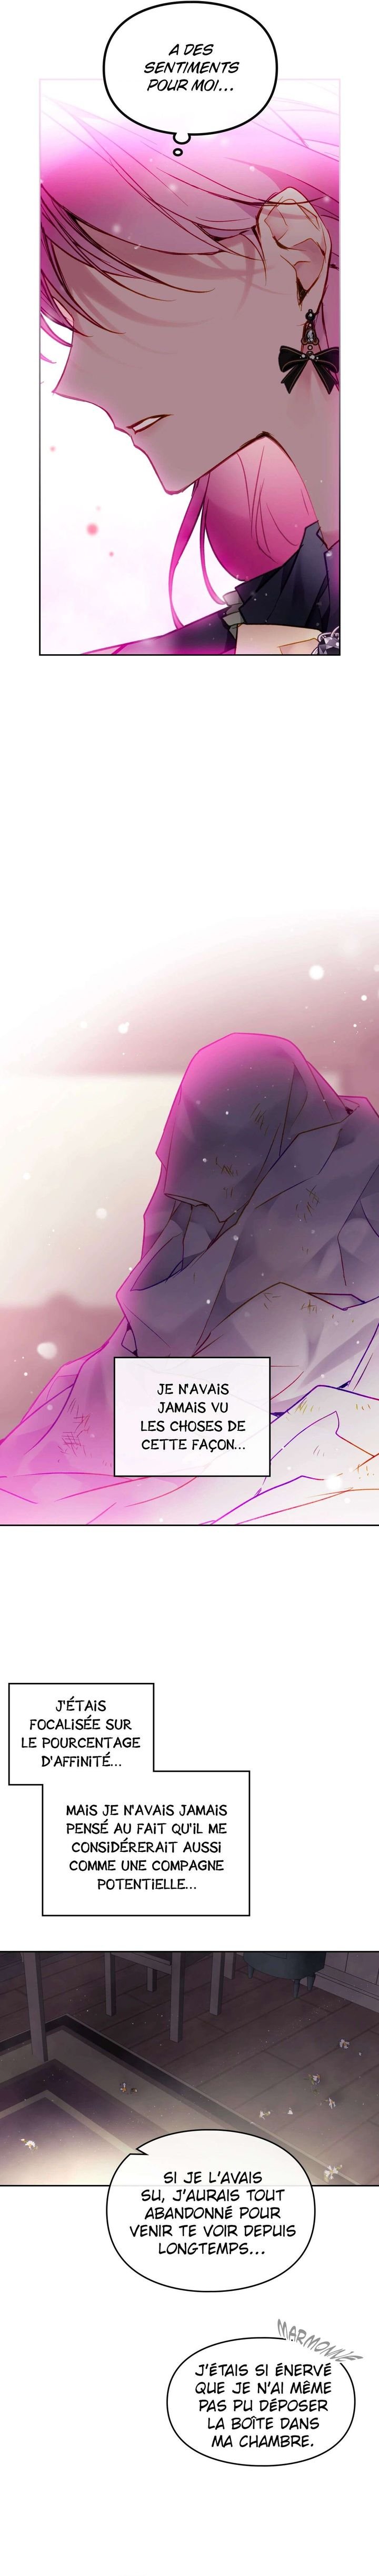 A DES
SENTIMENTS
POUR MOI...
JE N'AVAIS
JAMAIS VU
LES CHOSES DE
CETTE FAÇON...
J'ÉTAIS
FOCALISÉE SUR
LE POURCENTAGE
D'AFFINITÉ...
MAIS JE N'AVAIS JAMAIS
PENSÉ AU FAIT QU'IL ME
CONSIDÉRERAIT AUSSI
COMME UNE COMPAGNE
POTENTIELLE...
SI JE L'AVAIS
SU, J'AURAIS TOUT
ABANDONNÉ POUR
VENIR TE VOIR DEPUIS
LONGTEMPS...
MARMONNE
J'ÉTAIS SI ÉNERVÉ
QUE JE N'AI MÊME
PAS PU DÉPOSER
LA BOÎTE DANS
MA CHAMBRE.